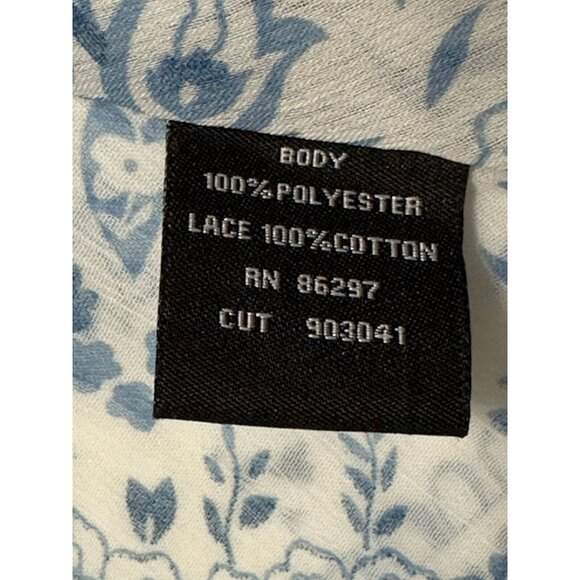 BODY
100%POLYESTER
LACE 100%COTTON
RN 86297
CUT 903041